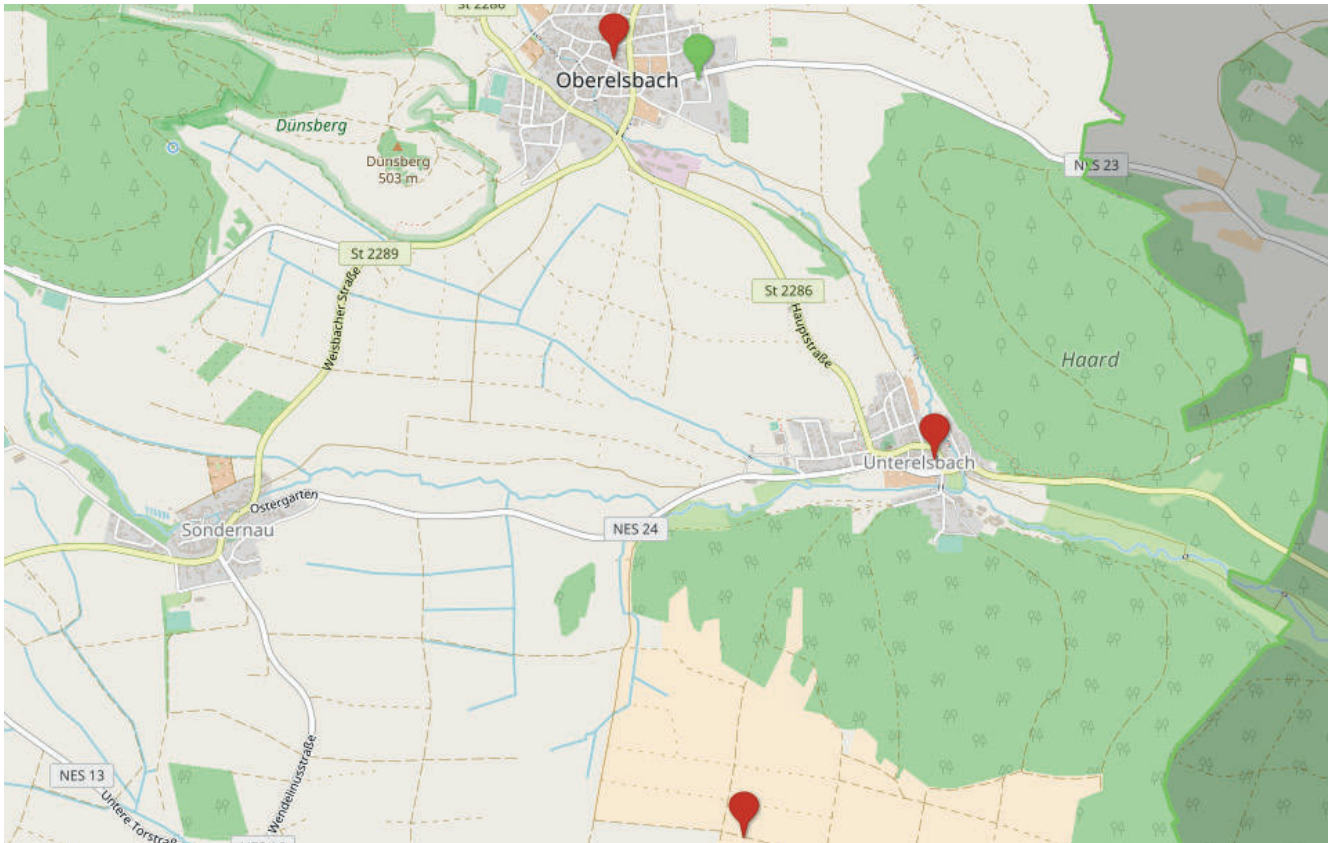 St 2286
Oberelsbach
Dünsberg
Dünsberg
503 m
NES 23
St 2289
St 2286
Weisbacher Straße
Hauptstraße
Haard
Unterelsbach
Ostergarten
Sondernau
NES 24
NES 13
Untere Torstraß
Wendelinusstraße